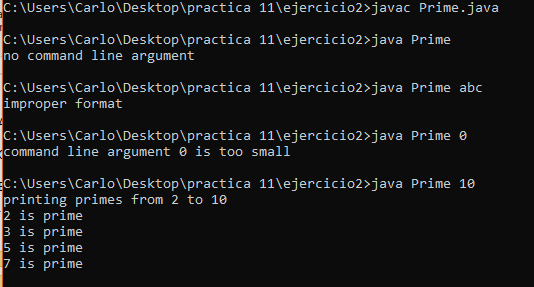 C:\Users\Carlo\Desktop\practica 11\ejercicio2>javac Prime.java
C:\Users\Carlo\Desktop\practica 11\ejercicio2>java Prime
no command line argument
C:\Users\Carlo\Desktop\practica 11\ejercicio2>java Prime abc
improper format
C:\Users\Carlo\Desktop\practica 11\ejercicio2>java Prime 0
command line argument 0 is too small
C:\Users\Carlo\Desktop\practica 11\ejercicio2>java Prime 10
printing primes from 2 to 10
2 is prime
3 is prime
5 is prime
7 is prime